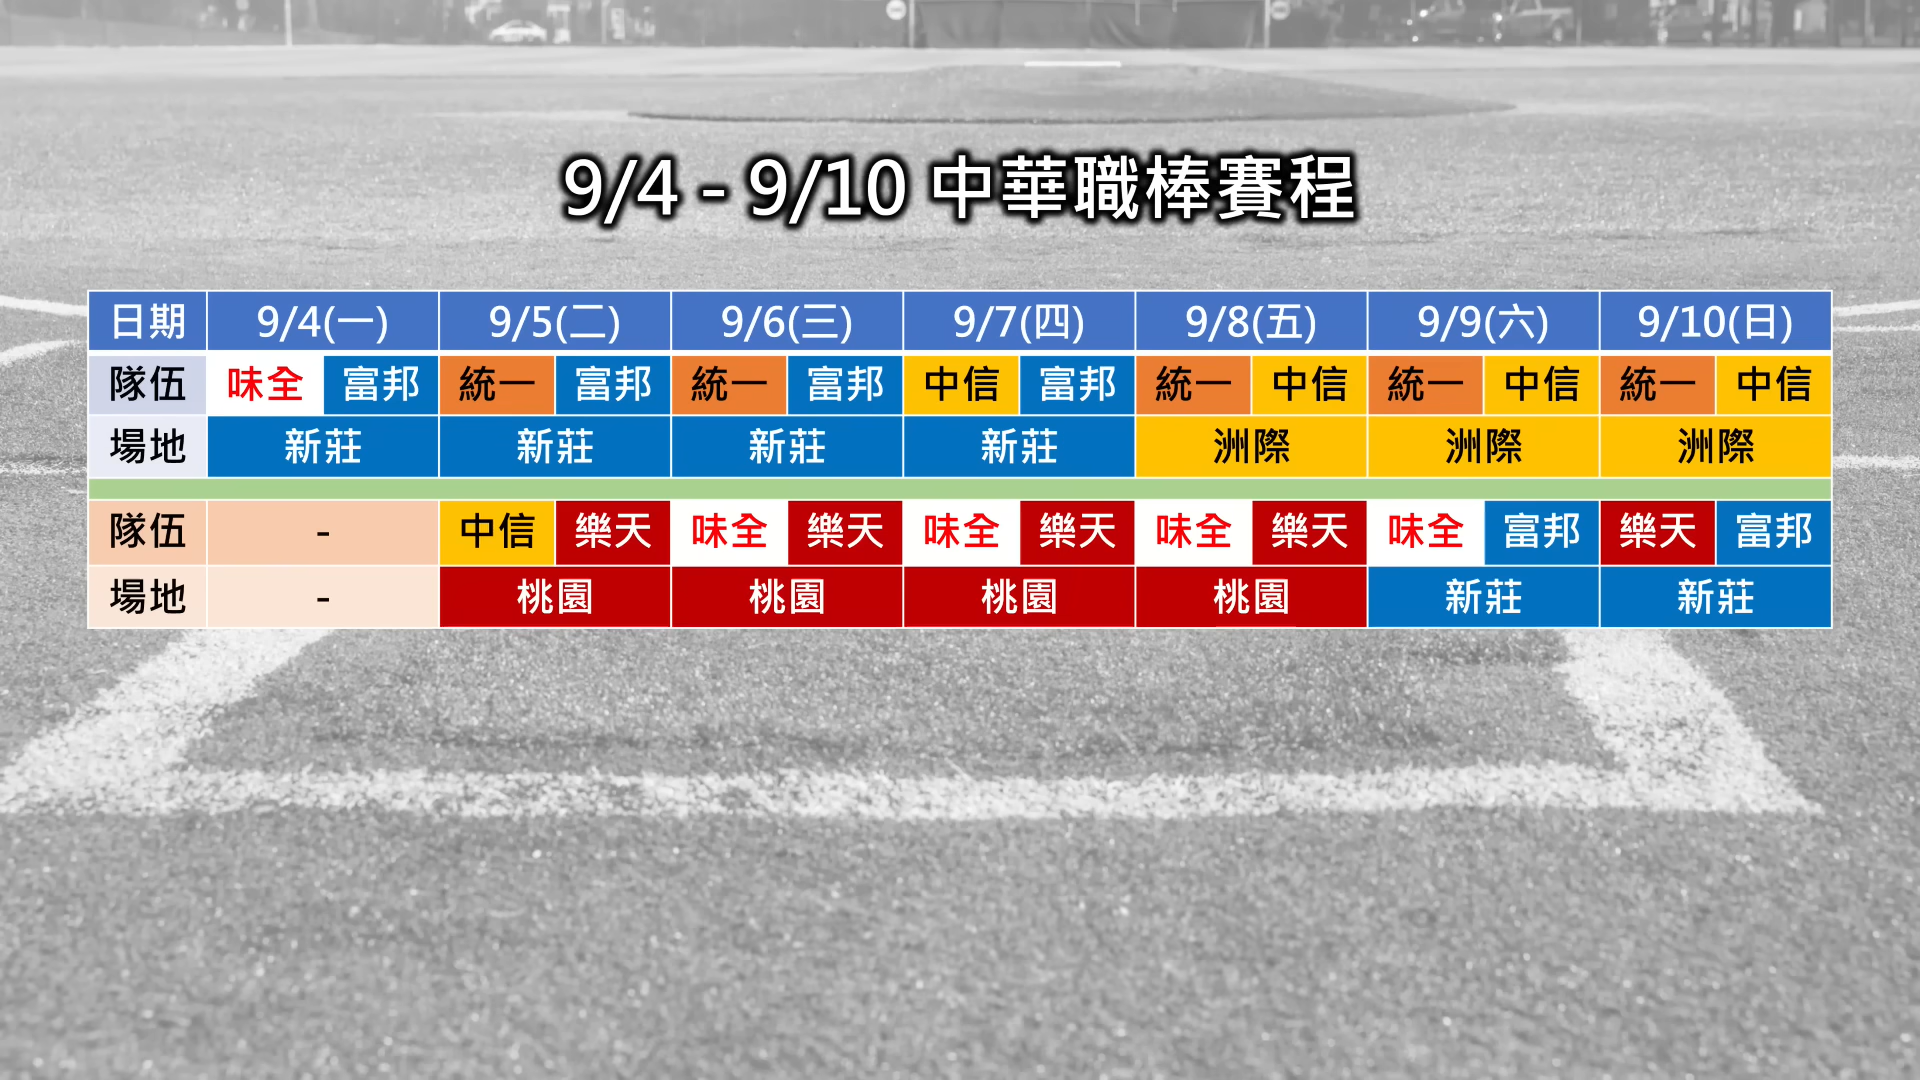 9/4 - 9/10 中華職棒賽程
日期 9/4(一) 9/5(二) 9/6(三) 9/7(四) 9/8(五) 9/9(六) 9/10(日)
隊伍 味全 富邦 統一 富邦 統一 富邦 中信 富邦 統一 中信 統一 中信 統一 中信
場地 新莊 新莊 新莊 新莊 洲際 洲際 洲際
隊伍 - 中信 樂天 味全 樂天 味全 樂天 味全 樂天 味全 富邦 樂天 富邦
場地 - 桃園 桃園 桃園 桃園 新莊 新莊